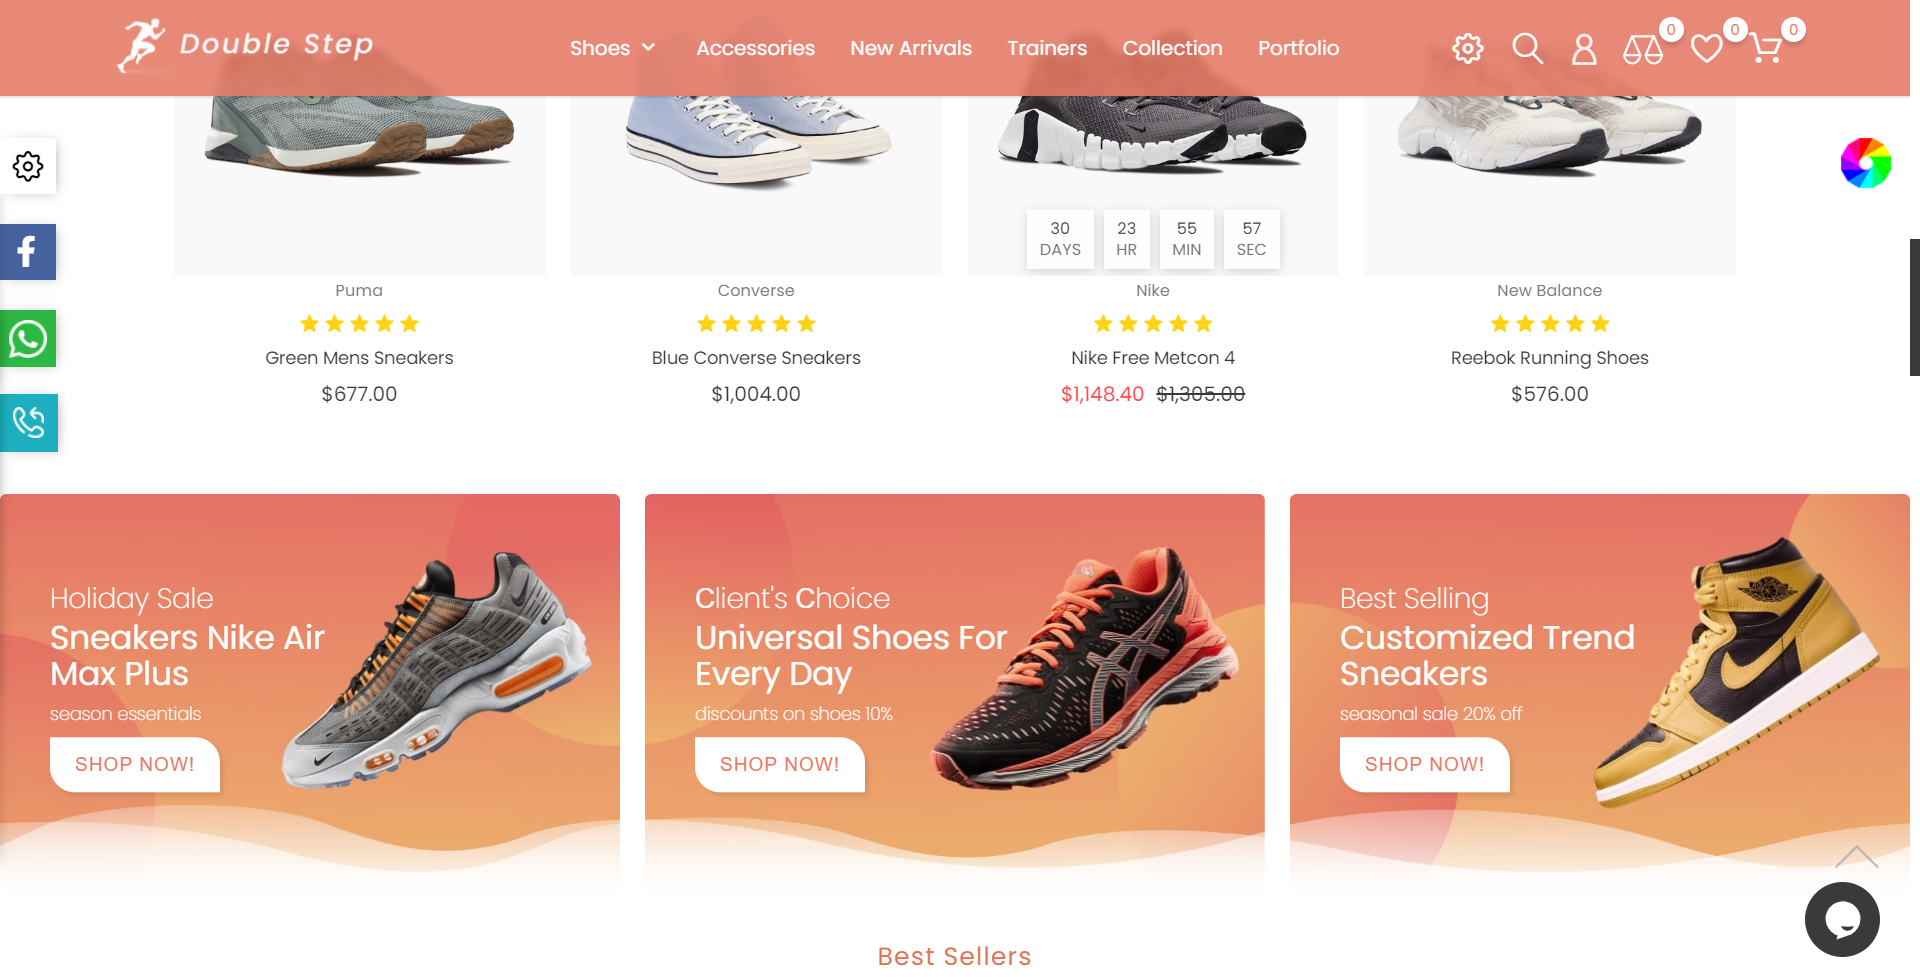 Double Step
Shoes
Accessories
New Arrivals
Trainers
Collection
Portfolio
0
0
0
30 DAYS
23 HR
55 MIN
57 SEC
Puma
Green Mens Sneakers
$677.00
Converse
Blue Converse Sneakers
$1,004.00
Nike
Nike Free Metcon 4
$1,148.40 $1,305.00
New Balance
Reebok Running Shoes
$576.00
Holiday Sale
Sneakers Nike Air
Max Plus
season essentials
SHOP NOW!
Client's Choice
Universal Shoes For
Every Day
discounts on shoes 10%
SHOP NOW!
Best Selling
Customized Trend
Sneakers
seasonal sale 20% off
SHOP NOW!
Best Sellers